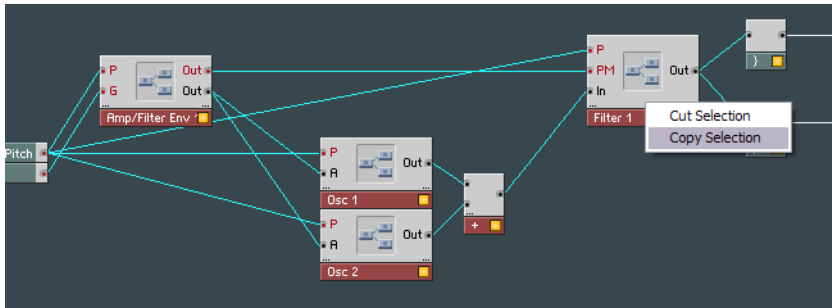 P
Out
G
Out
...
Amp/Filter Env 1
Pitch
P
Out
A
...
Osc 1
P
Out
A
...
Osc 2
...
+
P
PM
Out
In
...
Filter 1
}
Cut Selection
Copy Selection